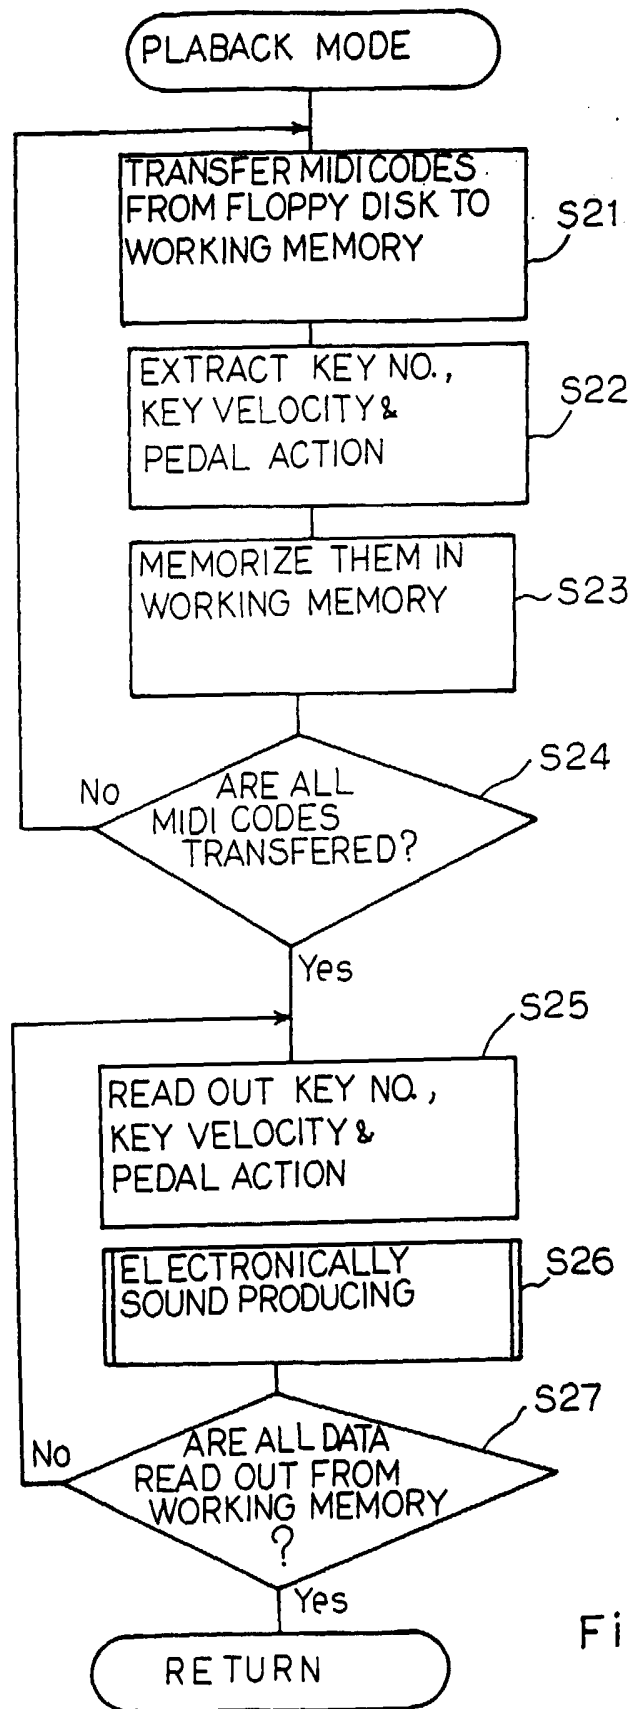 PLABACK MODE
TRANSFER MIDI CODES
FROM FLOPPY DISK TO
WORKING MEMORY
S21
EXTRACT KEY NO.,
KEY VELOCITY &
PEDAL ACTION
S22
MEMORIZE THEM IN
WORKING MEMORY
S23
S24
No
ARE ALL
MIDI CODES
TRANSFERED?
Yes
S25
READ OUT KEY NO.,
KEY VELOCITY &
PEDAL ACTION
ELECTRONICALLY
SOUND PRODUCING
S26
S27
No
ARE ALL DATA
READ OUT FROM
WORKING MEMORY
?
Yes
RETURN
Fi